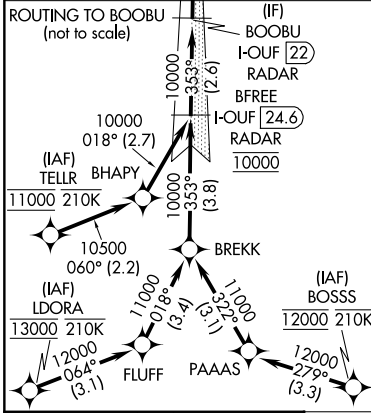 ROUTING TO BOOBU
(not to scale)
(IF)
BOOBU
I-OUF 22
RADAR
BFREE
I-OUF 24.6
RADAR
10000
10000
353°
(2.6)
10000
018° (2.7)
(IAF)
TELLR
11000 210K
BHAPY
10500
060° (2.2)
10000
353°
(3.8)
BREKK
(IAF)
LDORA
13000 210K
12000
064°
(3.1)
FLUFF
11000
018°
(3.4)
11000
322°
(3.1)
PAAAS
(IAF)
BOSSS
12000 210K
12000
279°
(3.3)